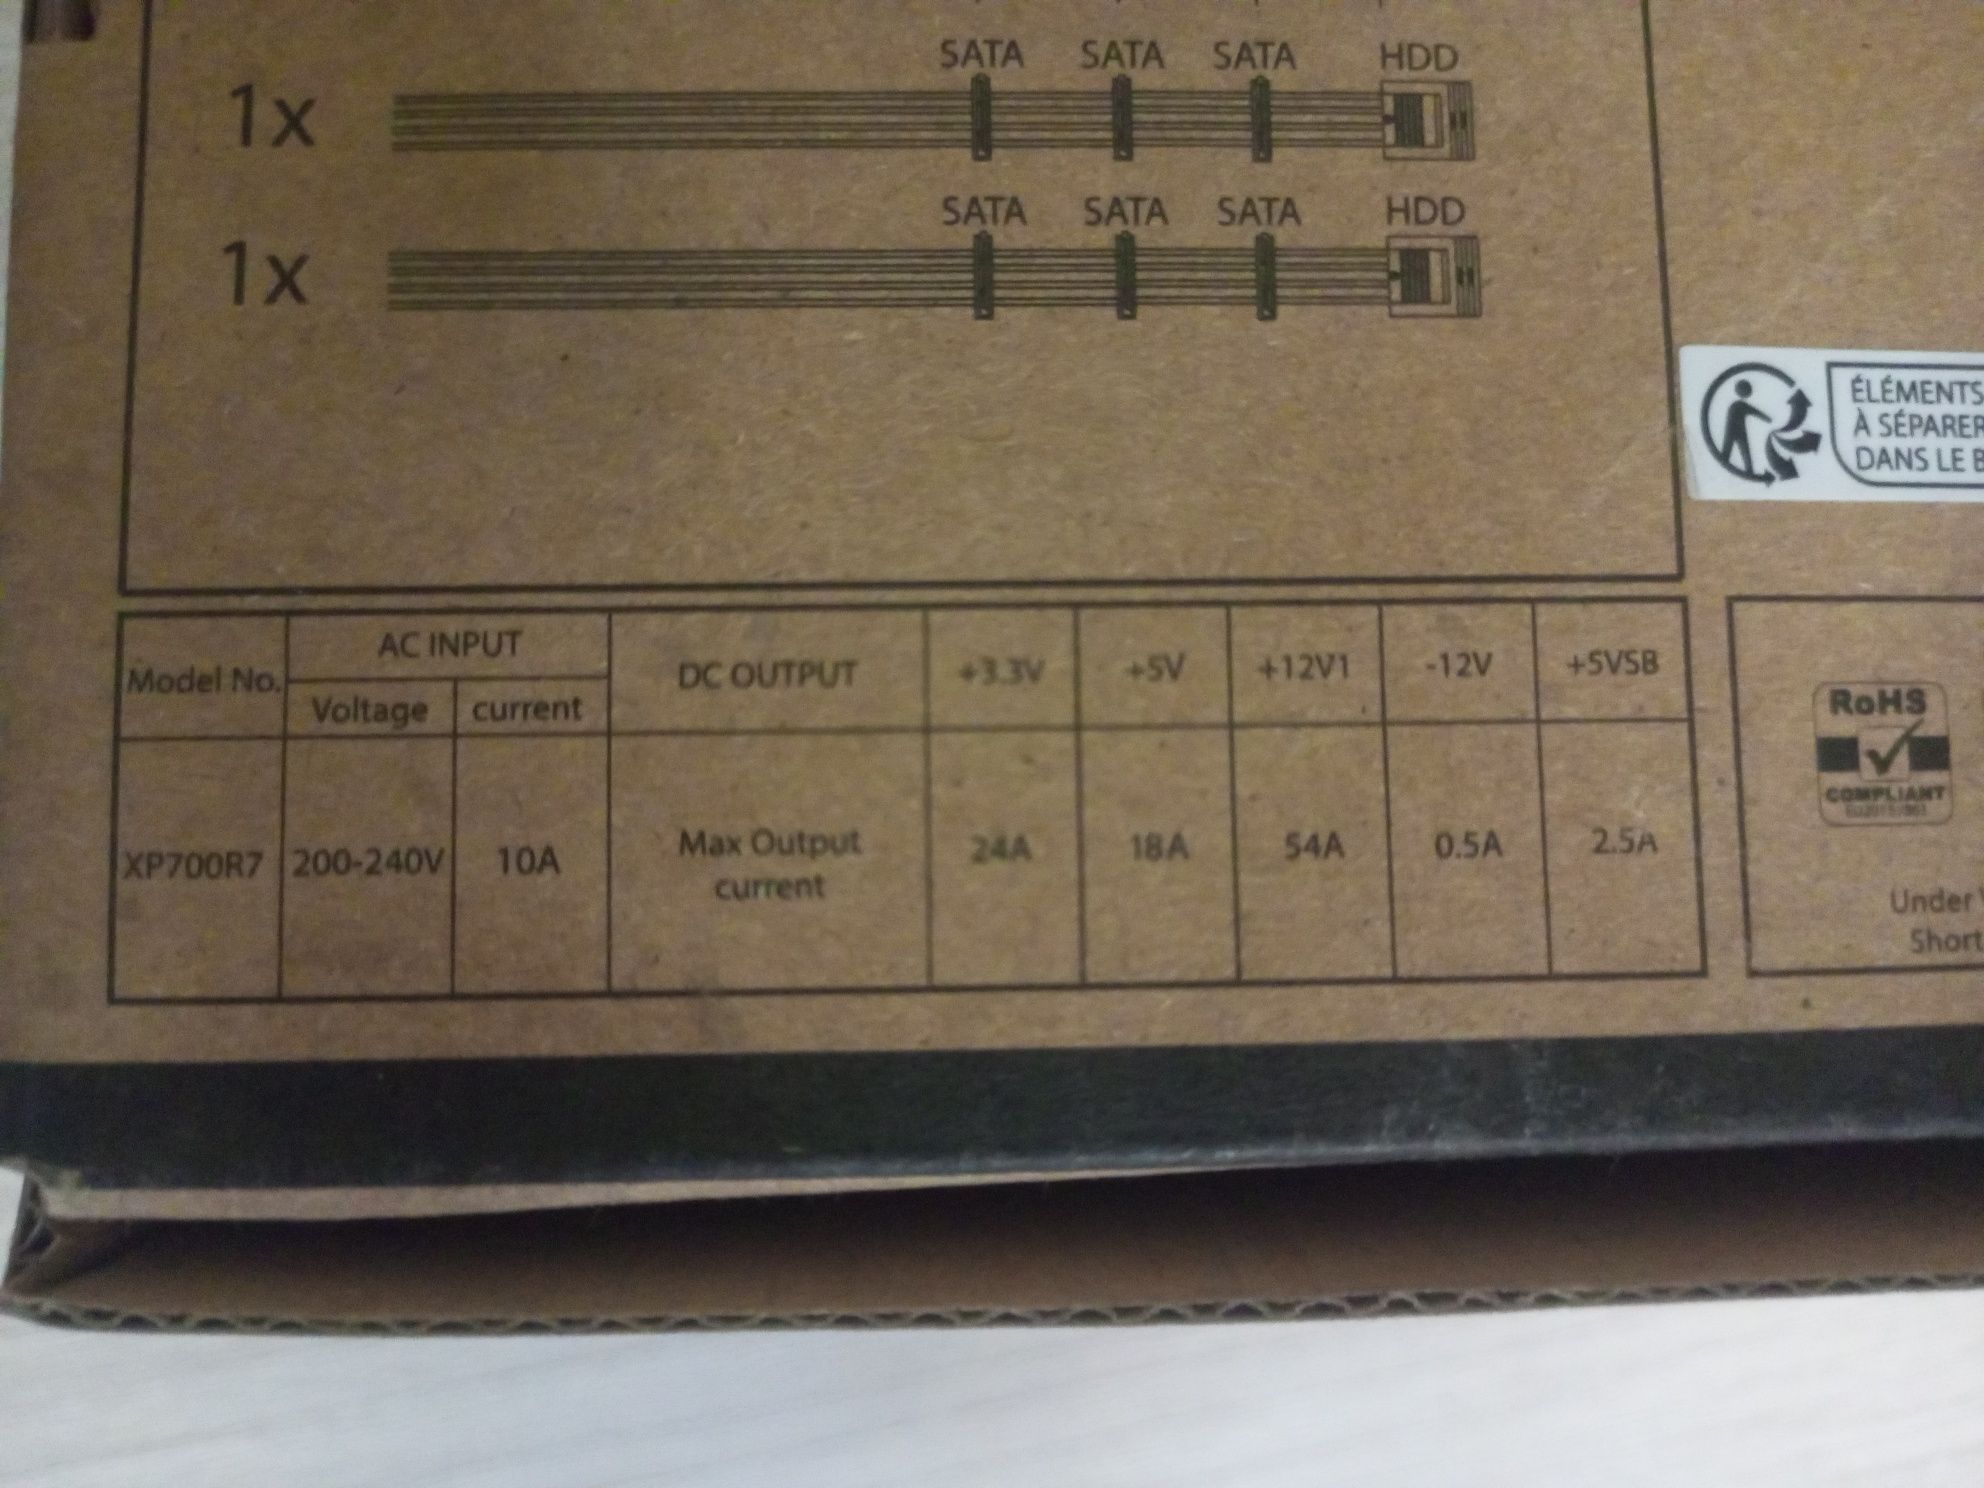 SATA SATA SATA HDD
1x
SATA SATA SATA HDD
1x
ÉLÉMENTS
À SÉPARER
DANS LE B
Model No. AC INPUT DC OUTPUT +3.3V +5V +12V1 -12V +5VSB
Voltage current
XP700R7 200-240V 10A Max Output current 24A 18A 54A 0.5A 2.5A
RoHS
COMPLIANT
Under
Short